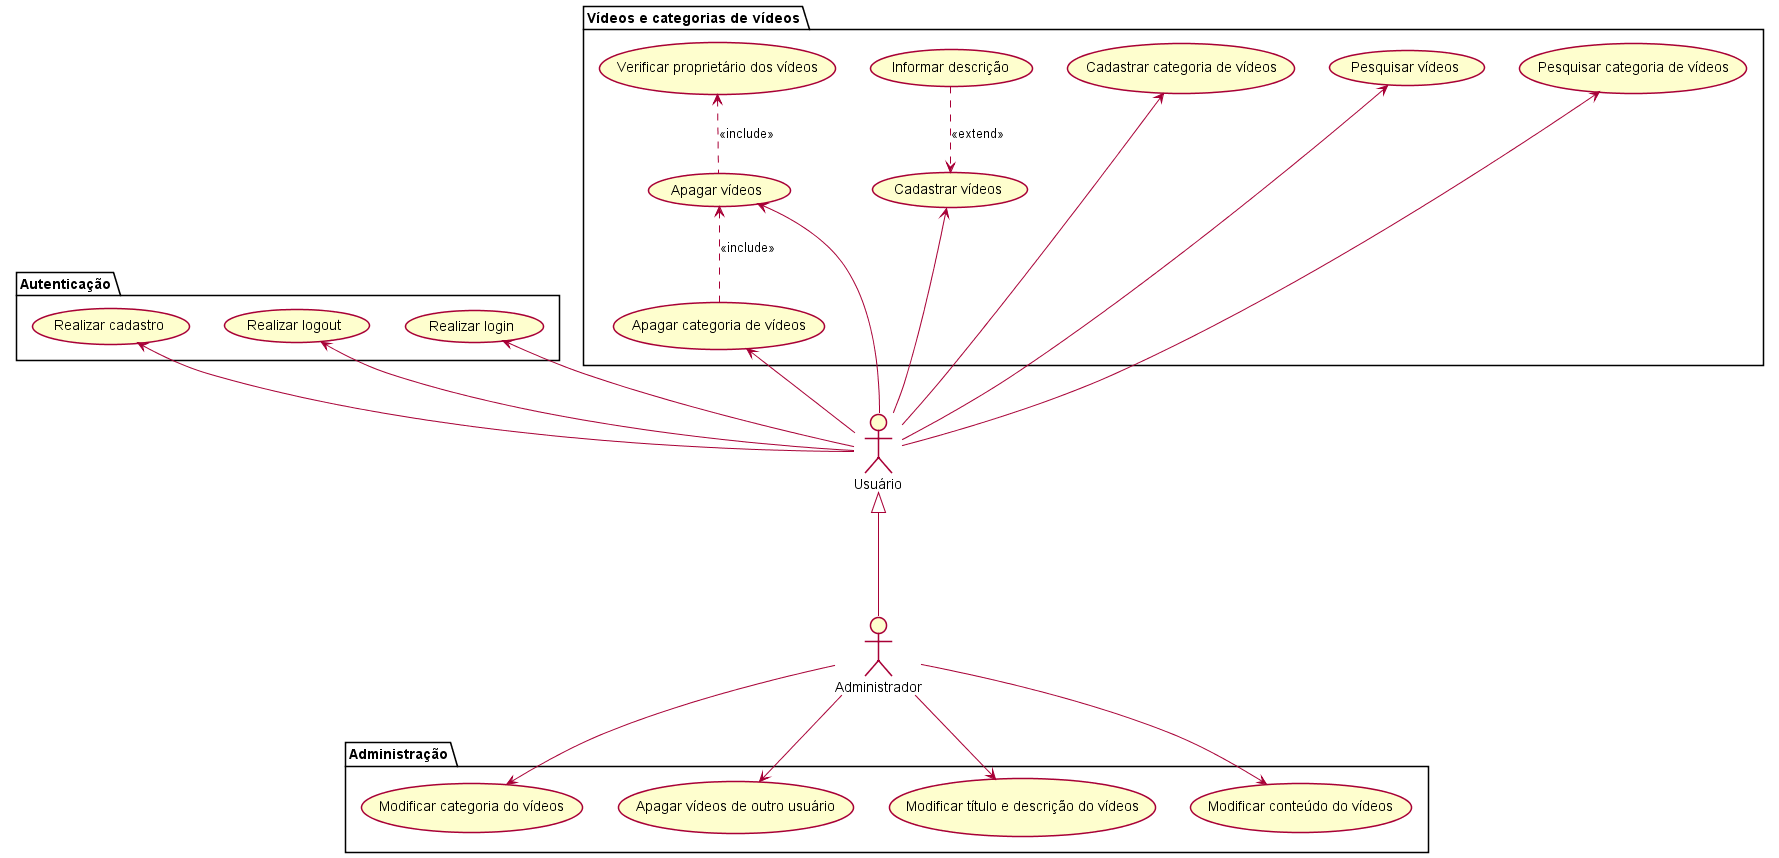 Vídeos e categorias de vídeos
Verificar proprietário dos vídeos
Informar descrição
Cadastrar categoria de vídeos
Pesquisar vídeos
Pesquisar categoria de vídeos
«include»
«extend»
Apagar vídeos
Cadastrar vídeos
«include»
Autenticação
Realizar cadastro
Realizar logout
Realizar login
Apagar categoria de vídeos
Usuário
Administrador
Administração
Modificar categoria do vídeos
Apagar vídeos de outro usuário
Modificar título e descrição do vídeos
Modificar conteúdo do vídeos